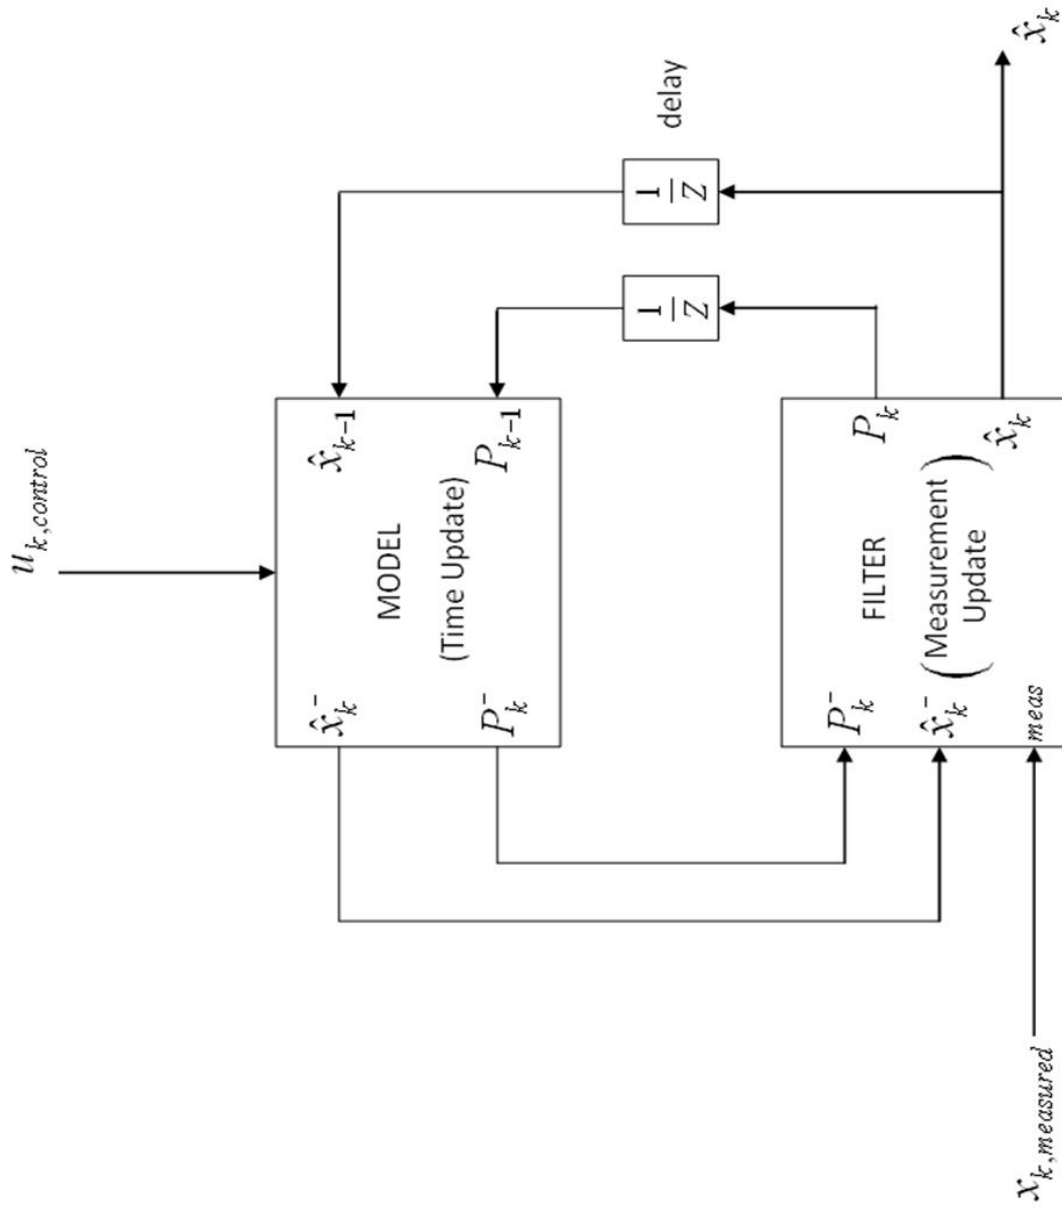 u_{k,control}
x̂_k^- x̂_{k-1}
MODEL
(Time Update)
P_k^- P_{k-1}
1/Z 1/Z delay
P_k^- P_k
FILTER
x̂_k^- (Measurement
Update)
x̂_k
x_{k,measured} meas x̂_k